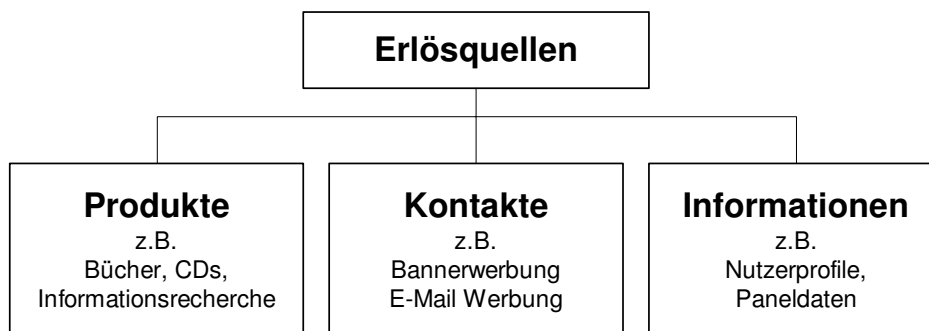 Erlösquellen
Produkte
z.B.
Bücher, CDs,
Informationsrecherche
Kontakte
z.B.
Bannerwerbung
E-Mail Werbung
Informationen
z.B.
Nutzerprofile,
Paneldaten